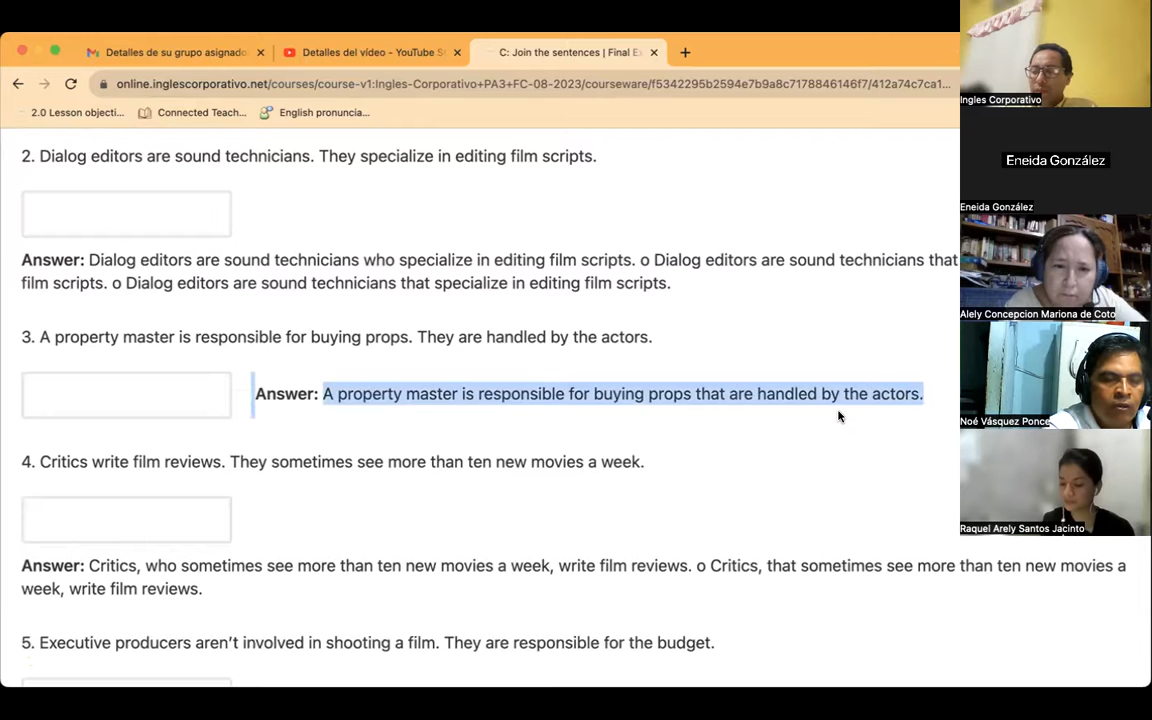 Detalles de su grupo asignado
Detalles del vídeo - YouTube S
C: Join the sentences | Final E
online.inglescorporativo.net/courses/course-v1:Ingles-Corporativo+PA3+FC-08-2023/courseware/f5342295b2594e7b9a8c7178846146f7/412a74c7ca1...
2.0 Lesson objecti...
Connected Teach...
English pronuncia...
2. Dialog editors are sound technicians. They specialize in editing film scripts.
Answer: Dialog editors are sound technicians who specialize in editing film scripts. o Dialog editors are sound technicians that
film scripts. o Dialog editors are sound technicians that specialize in editing film scripts.
3. A property master is responsible for buying props. They are handled by the actors.
Answer: A property master is responsible for buying props that are handled by the actors.
4. Critics write film reviews. They sometimes see more than ten new movies a week.
Answer: Critics, who sometimes see more than ten new movies a week, write film reviews. o Critics, that sometimes see more than ten new movies a
week, write film reviews.
5. Executive producers aren't involved in shooting a film. They are responsible for the budget.
Ingles Corporativo
Eneida González
Eneida González
Alely Concepcion Mariona de Coto
Noé Vásquez Ponce
Raquel Arely Santos Jacinto